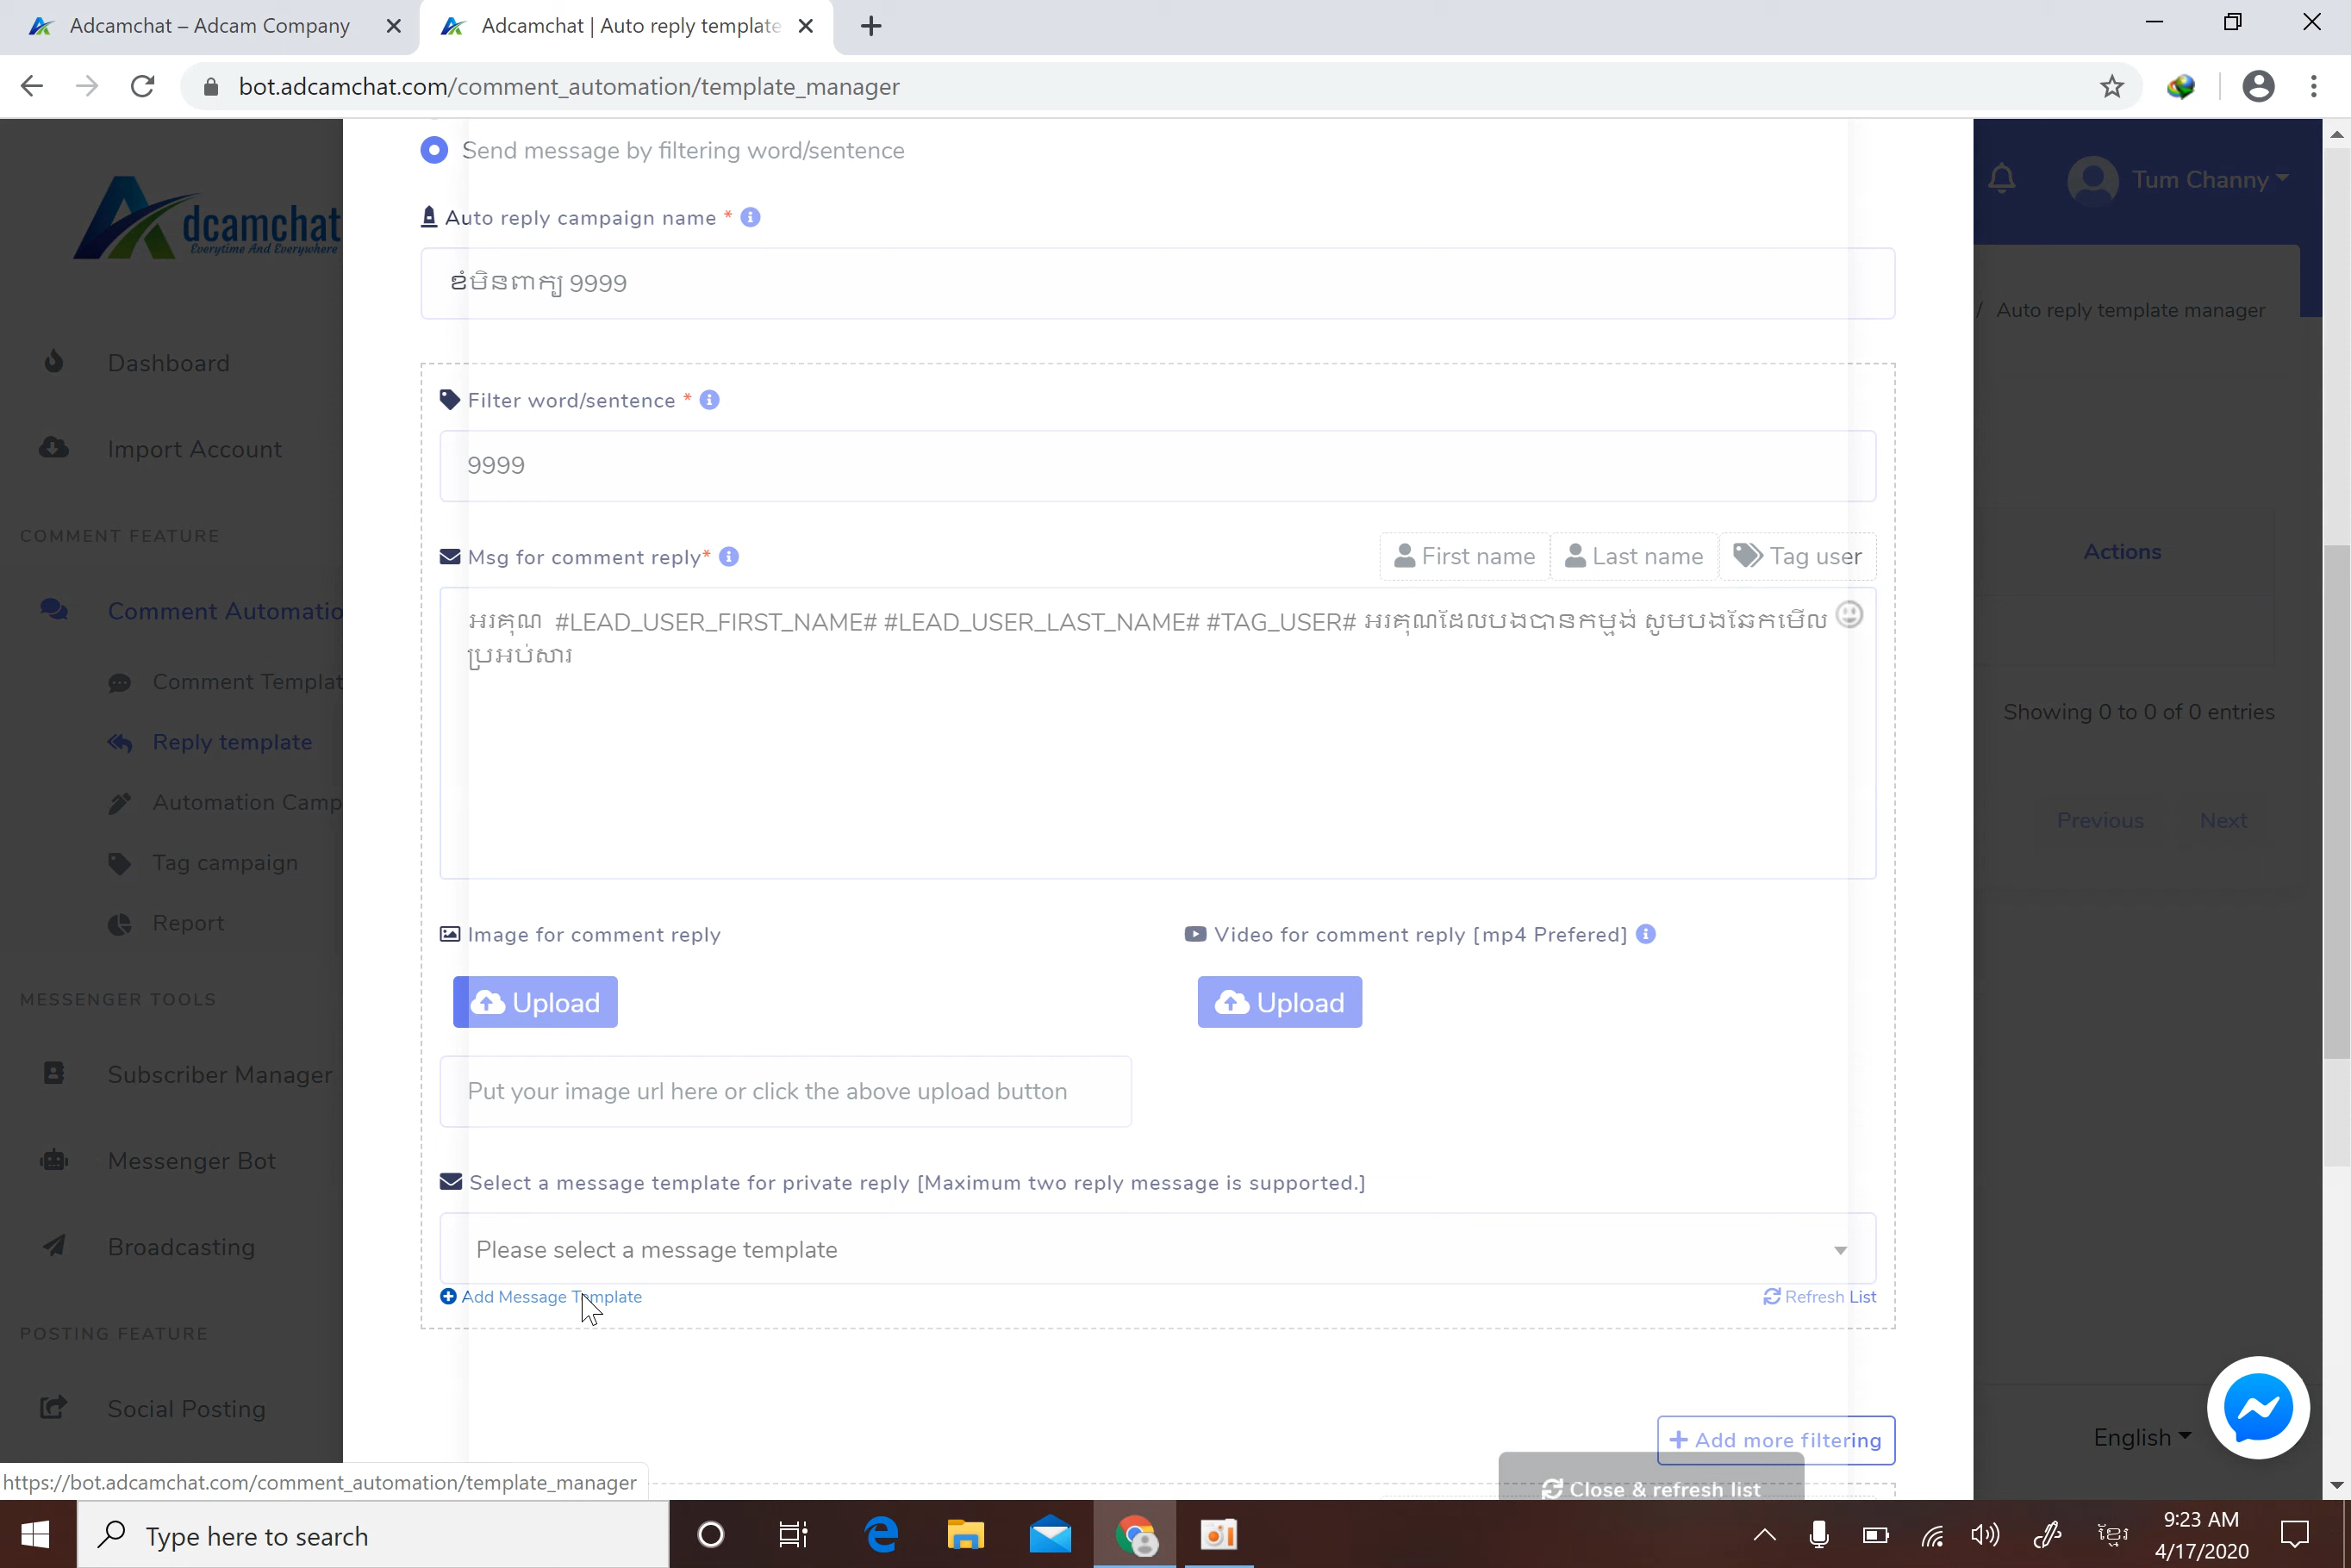 Adcamchat – Adcam Company
Adcamchat | Auto reply template
bot.adcamchat.com/comment_automation/template_manager
Adcamchat
Everytime And Everywhere
Tum Channy
/ Auto reply template manager
Dashboard
Import Account
COMMENT FEATURE
Comment Automatio
Comment Templat
Reply template
Automation Camp
Tag campaign
Report
MESSENGER TOOLS
Subscriber Manager
Messenger Bot
Broadcasting
POSTING FEATURE
Social Posting
Send message by filtering word/sentence
Auto reply campaign name *
ខំមិនពាក្យ 9999
Filter word/sentence *
9999
Msg for comment reply*
First name
Last name
Tag user
អរគុណ #LEAD_USER_FIRST_NAME# #LEAD_USER_LAST_NAME# #TAG_USER# អរគុណដែលបងបានកម្មង់ សូមបងឆែកមើល
ប្រអប់សារ
Image for comment reply
Video for comment reply [mp4 Prefered]
Upload
Upload
Put your image url here or click the above upload button
Select a message template for private reply [Maximum two reply message is supported.]
Please select a message template
Add Message Template
Refresh List
Add more filtering
Close & refresh list
Actions
Showing 0 to 0 of 0 entries
Previous
Next
English
https://bot.adcamchat.com/comment_automation/template_manager
Type here to search
ខ្មែរ
9:23 AM
4/17/2020